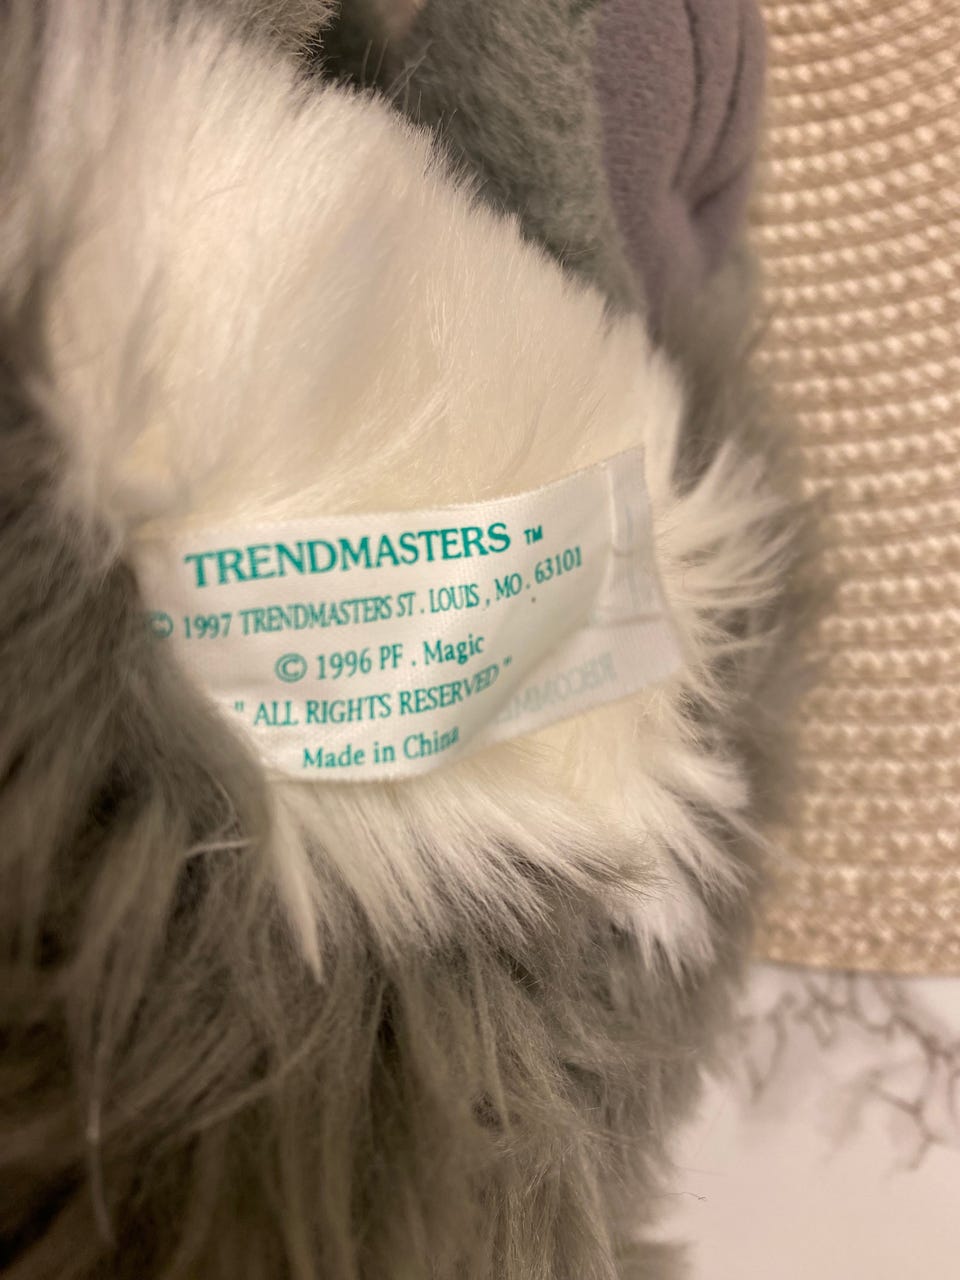 TRENDMASTERS ™
© 1997 TRENDMASTERS ST . LOUIS , MO . 63101
© 1996 PF . Magic
" ALL RIGHTS RESERVED "
Made in China